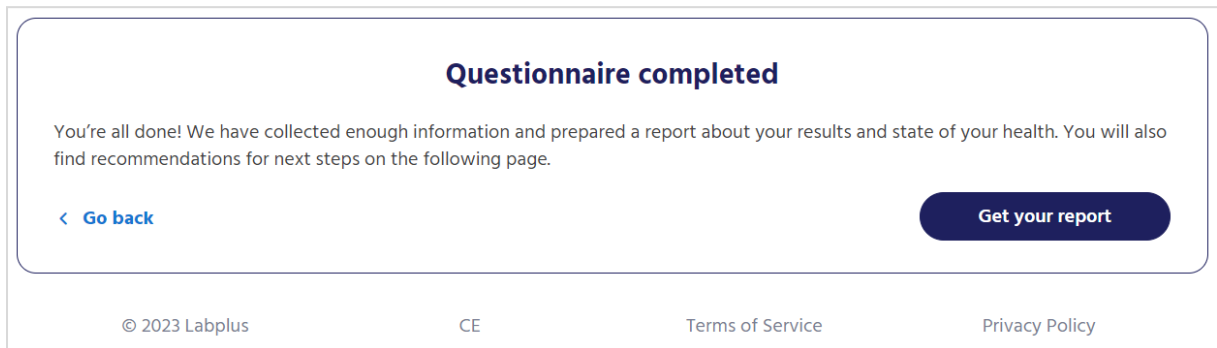 Questionnaire completed
You’re all done! We have collected enough information and prepared a report about your results and state of your health. You will also
find recommendations for next steps on the following page.
Go back
Get your report
© 2023 Labplus
CE
Terms of Service
Privacy Policy